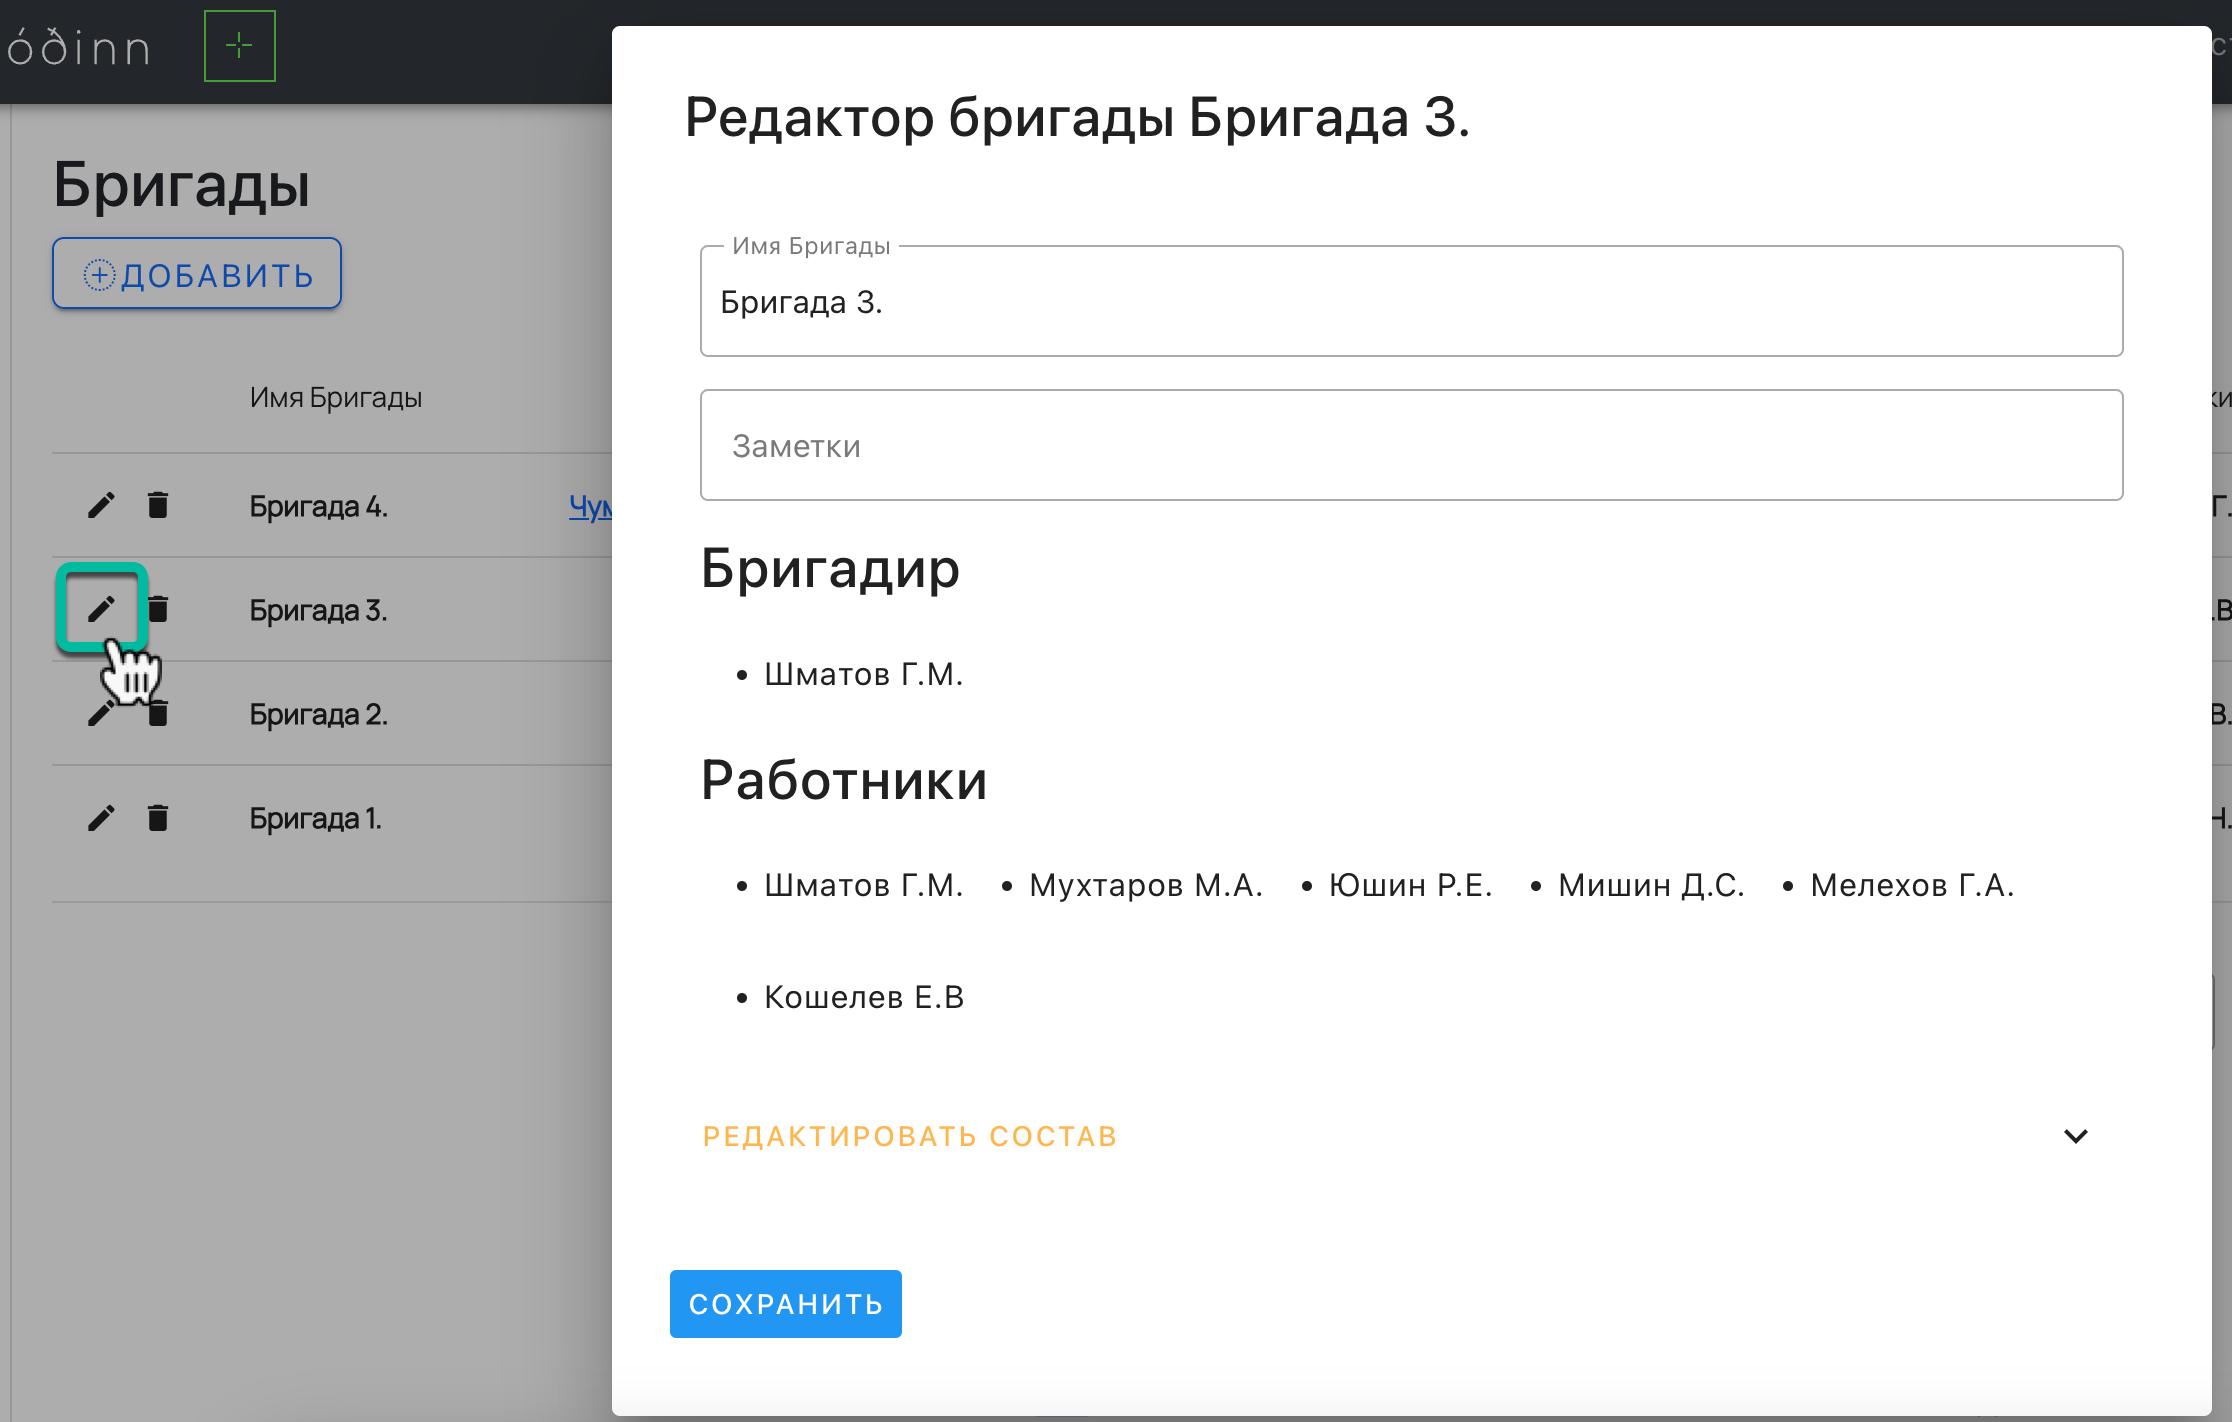 óðinn
Бригады
ДОБАВИТЬ
Имя Бригады
Бригада 4.
Бригада 3.
Бригада 2.
Бригада 1.
Редактор бригады Бригада 3.
Имя Бригады
Бригада 3.
Заметки
Бригадир
• Шматов Г.М.
Работники
• Шматов Г.М. • Мухтаров М.А. • Юшин Р.Е. • Мишин Д.С. • Мелехов Г.А.
• Кошелев Е.В
РЕДАКТИРОВАТЬ СОСТАВ
СОХРАНИТЬ